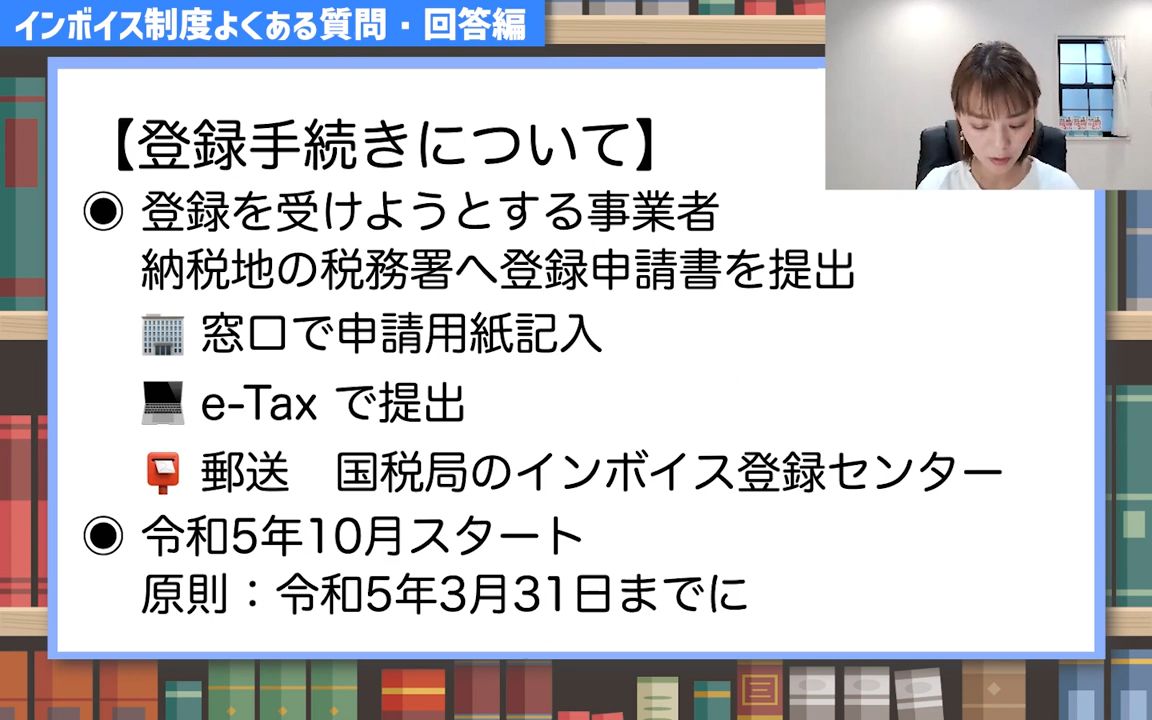 インボイス制度よくある質問・回答編
【登録手続きについて】
◉ 登録を受けようとする事業者
納税地の税務署へ登録申請書を提出
窓口で申請用紙記入
e-Tax で提出
郵送　国税局のインボイス登録センター
◉ 令和5年10月スタート
原則：令和5年3月31日までに